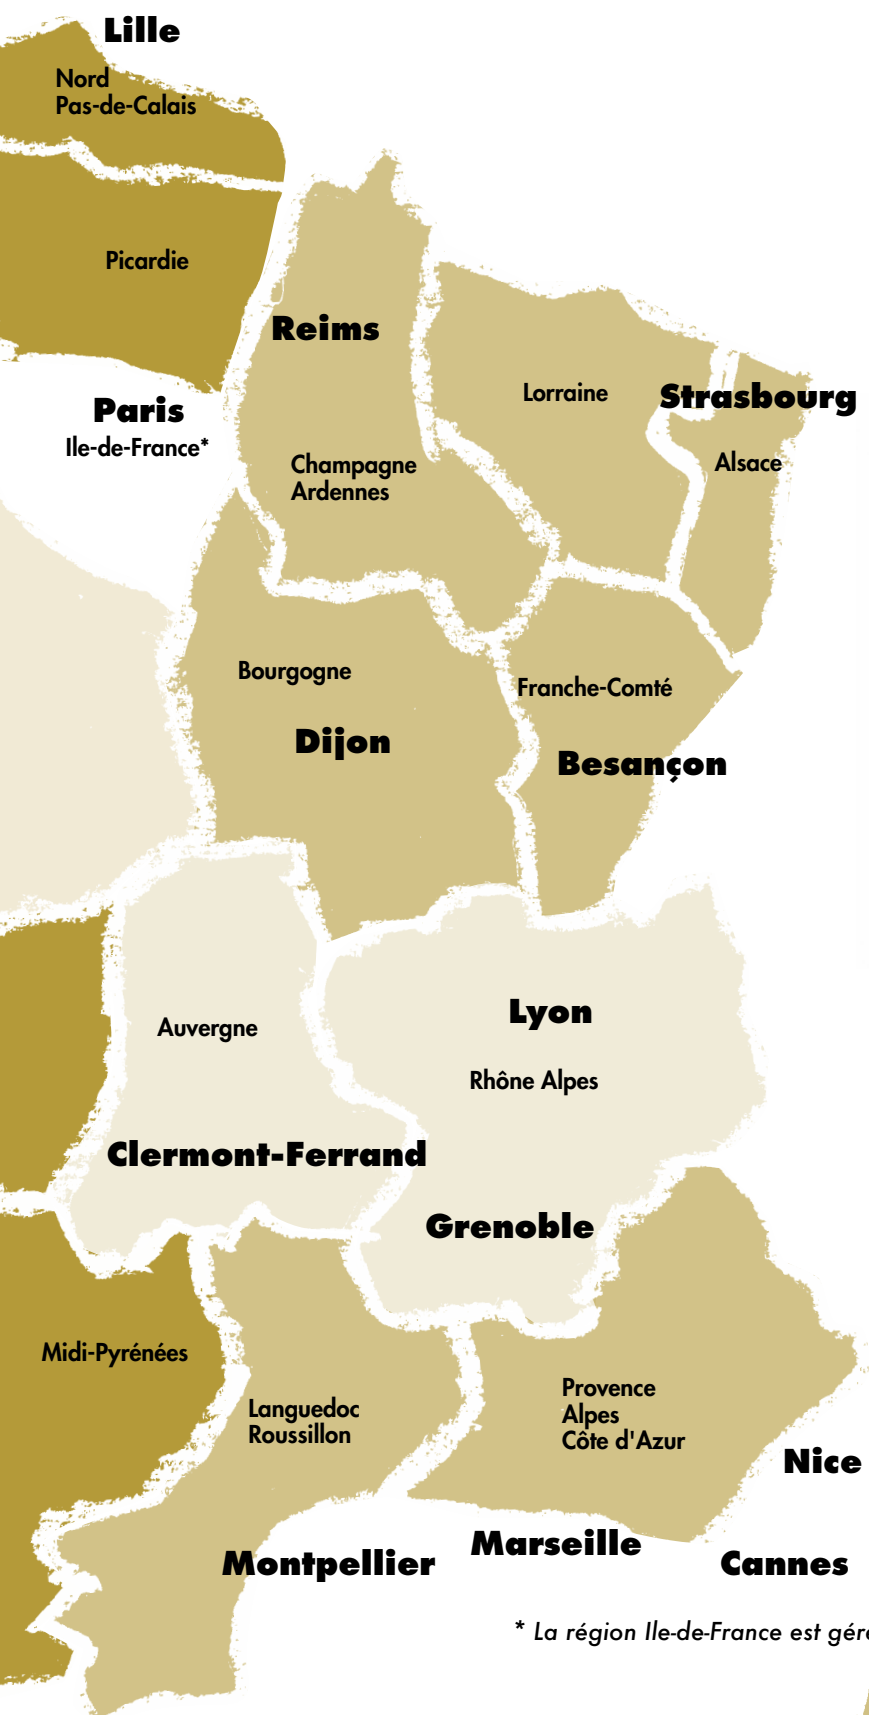 Lille
Nord
Pas-de-Calais
Picardie
Reims
Lorraine
Strasbourg
Paris
Ile-de-France*
Champagne
Ardennes
Alsace
Bourgogne
Franche-Comté
Dijon
Besançon
Lyon
Auvergne
Rhône Alpes
Clermont-Ferrand
Grenoble
Midi-Pyrénées
Languedoc
Roussillon
Provence
Alpes
Côte d'Azur
Nice
Marseille
Montpellier
Cannes
* La région Ile-de-France est